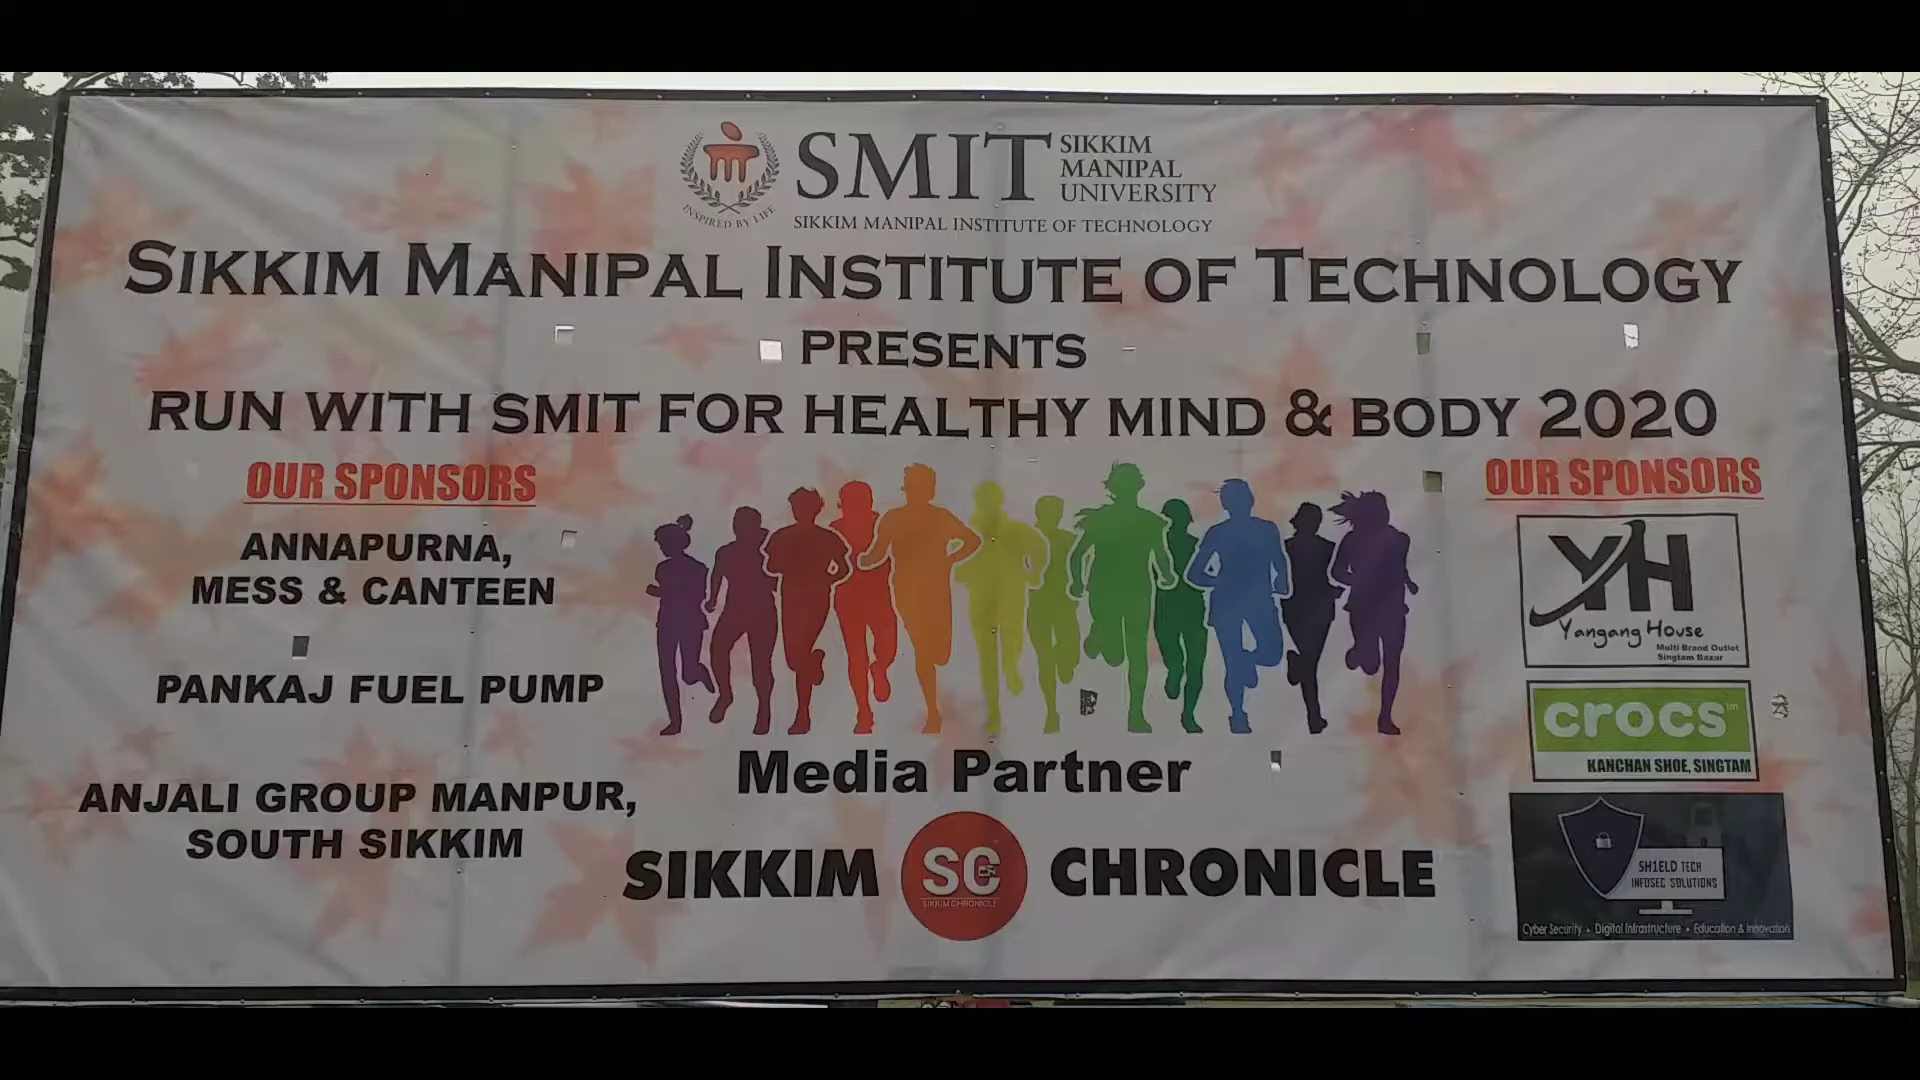 SMIT
SIKKIM
MANIPAL
UNIVERSITY
INSPIRED BY LIFE
SIKKIM MANIPAL INSTITUTE OF TECHNOLOGY
SIKKIM MANIPAL INSTITUTE OF TECHNOLOGY
PRESENTS
RUN WITH SMIT FOR HEALTHY MIND & BODY 2020
OUR SPONSORS
ANNAPURNA,
MESS & CANTEEN
PANKAJ FUEL PUMP
ANJALI GROUP MANPUR,
SOUTH SIKKIM
Media Partner
SIKKIM SC CHRONICLE
SIKKIM CHRONICLE
OUR SPONSORS
YH
Yangang House
Multi Brand Outlet
Singtam Bazar
crocs™
KANCHAN SHOE, SINGTAM
SH1ELD TECH
INFOSEC SOLUTIONS
Cyber Security • Digital Infrastructure • Education & Innovation